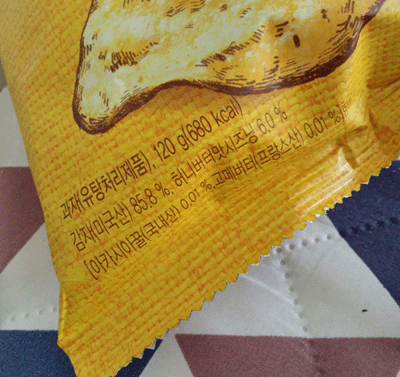 과자(유탕처리제품), 120 g(680 kcal)
감자(미국산) 85.8 %, 허니버터맛시즈닝 6.0 %
[아카시아꿀(국내산) 0.01 %, 고메버터(프랑스산) 0.01 %